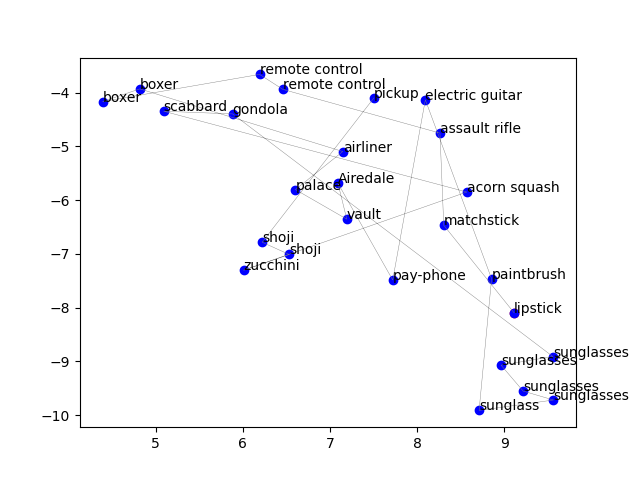 remote control
boxer
remote control
boxer
pickup
electric guitar
scabbard
gondola
assault rifle
airliner
Airedale
palace
acorn squash
vault
matchstick
shoji
shoji
zucchini
pay-phone
paintbrush
lipstick
sunglasses
sunglasses
sunglasses
sunglasses
sunglass
−4
−5
−6
−7
−8
−9
−10
5 6 7 8 9